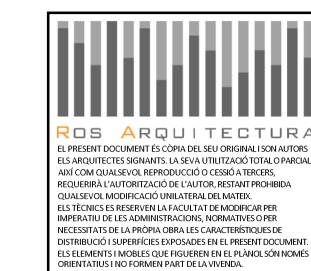 ROS ARQUITECTURA
EL PRESENT DOCUMENT ÉS CÒPIA DEL SEU ORIGINAL I SON AUTORS
ELS ARQUITECTES SIGNANTS. LA SEVA UTILITZACIÓ TOTAL O PARCIAL
AIXÍ COM QUALSEVOL REPRODUCCIÓ O CESSIÓ A TERCERS,
REQUERIRÀ L'AUTORITZACIÓ DE L'AUTOR, RESTANT PROHIBIDA
QUALSEVOL MODIFICACIÓ UNILATERAL DEL MATEIX.
ELS TÈCNICS ES RESERVEN LA FACULTAT DE MODIFICAR PER
IMPERATIU DE LES ADMINISTRACIONS, NORMATIVES O PER
NECESSITATS DE LA PRÒPIA OBRA LES CARACTERÍSTIQUES DE
DISTRIBUCIÓ I SUPERFÍCIES EXPOSADES EN EL PRESENT DOCUMENT.
ELS ELEMENTS I MOBLES QUE FIGUREN EN EL PLÀNOL SÓN NOMÉS
ORIENTATIUS I NO FORMEN PART DE LA VIVENDA.